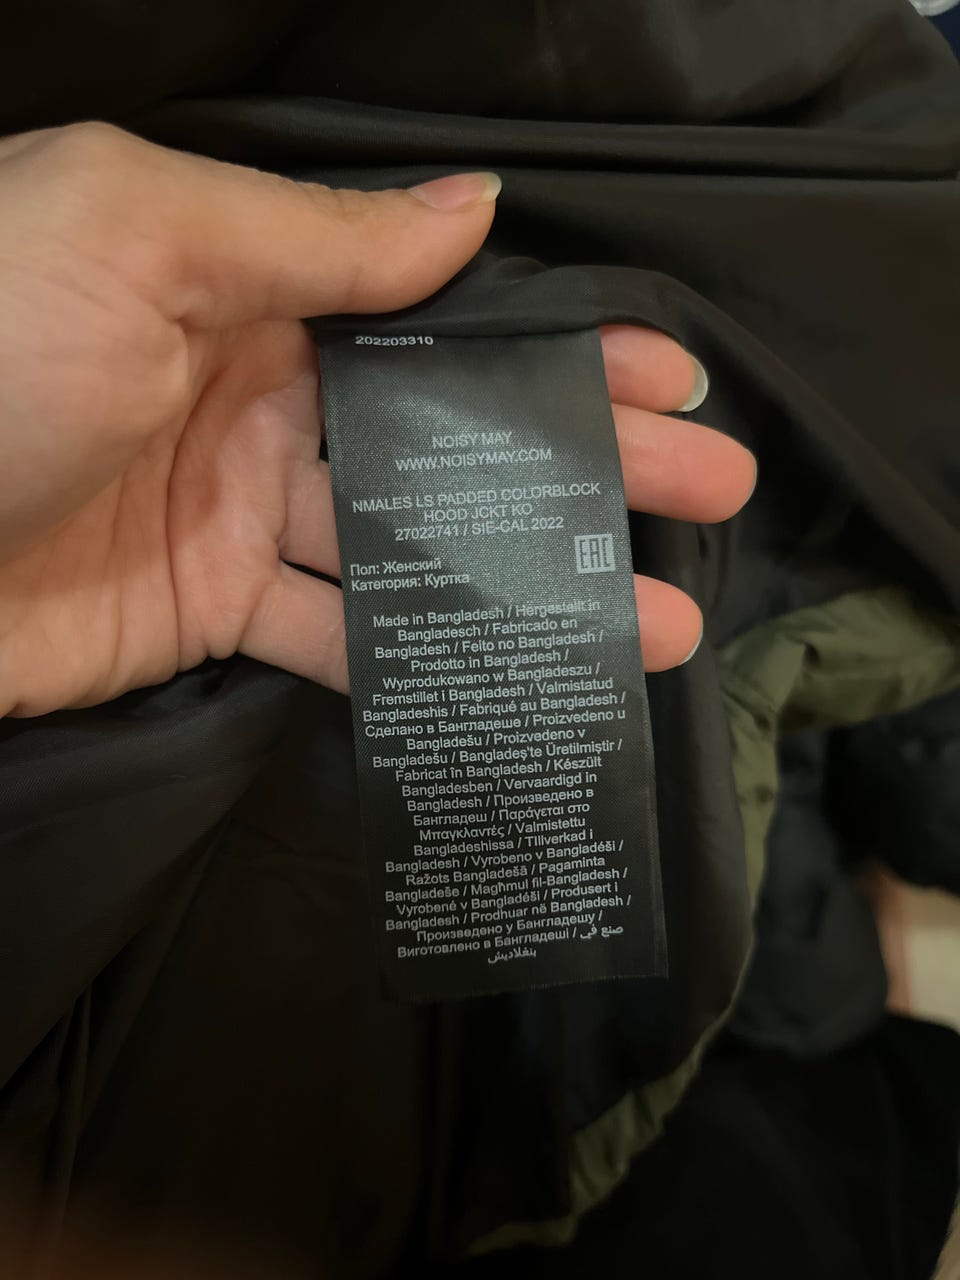 202203310
NOISY MAY
WWW.NOISYMAY.COM
NMALES LS PADDED COLORBLOCK
HOOD JCKT KO
27022741 / SIE-CAL 2022
EAC
Пол: Женский
Категория: Куртка
Made in Bangladesh / Hergestellt in
Bangladesch / Fabricado en
Bangladesh / Feito no Bangladesh /
Prodotto in Bangladesh /
Wyprodukowano w Bangladeszu /
Fremstillet i Bangladesh / Valmistatud
Bangladeshis / Fabriqué au Bangladesh /
Сделано в Бангладеше / Proizvedeno u
Bangladešu / Proizvedeno v
Bangladešu / Bangladeş'te Üretilmiştir /
Fabricat în Bangladesh / Készült
Bangladesben / Vervaardigd in
Bangladesh / Произведено в
Бангладеш / Παράγεται στο
Μπαγκλαντές / Valmistettu
Bangladeshissa / Tillverkad i
Bangladesh / Vyrobeno v Bangladéši /
Ražots Bangladešā / Pagaminta
Bangladeše / Magħmul fil-Bangladesh /
Vyrobené v Bangladéši / Produsert i
Bangladesh / Prodhuar në Bangladesh /
Произведено у Бангладешу /
Виготовлено в Бангладеші / صنع في
بنغلاديش